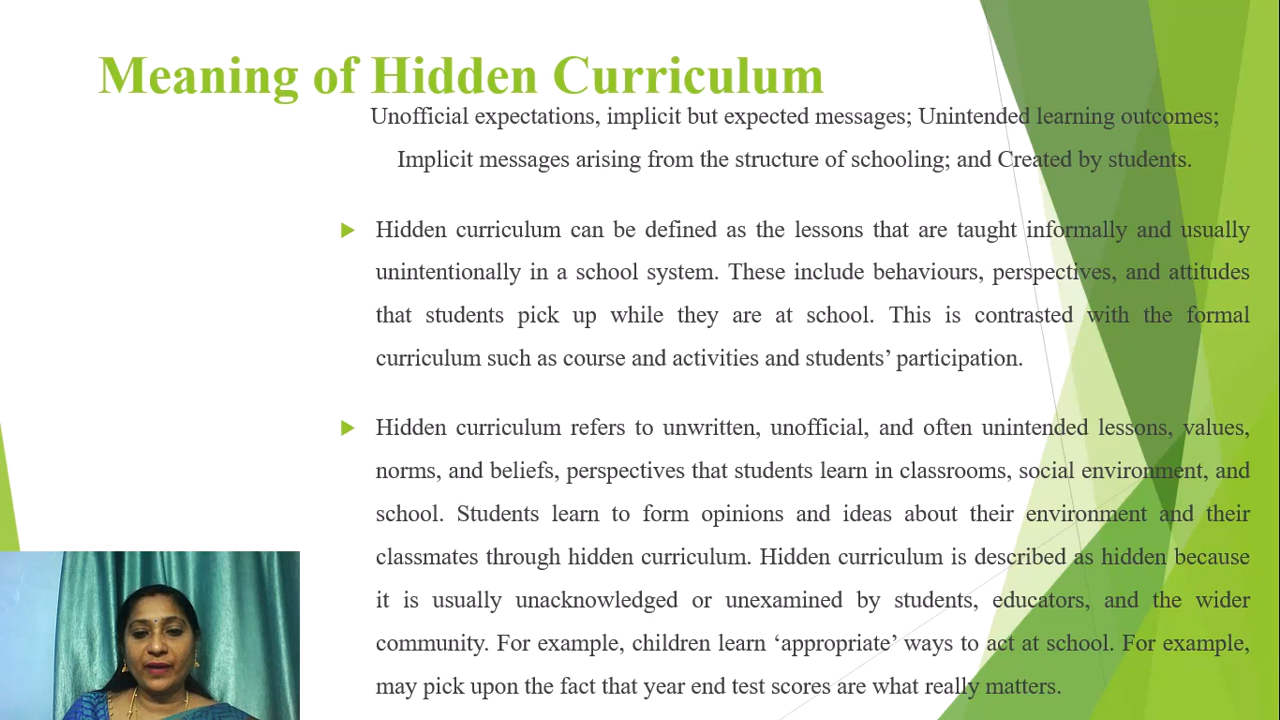 Meaning of Hidden Curriculum
Unofficial expectations, implicit but expected messages; Unintended learning outcomes;
Implicit messages arising from the structure of schooling; and Created by students.
Hidden curriculum can be defined as the lessons that are taught informally and usually
unintentionally in a school system. These include behaviours, perspectives, and attitudes
that students pick up while they are at school. This is contrasted with the formal
curriculum such as course and activities and students’ participation.
Hidden curriculum refers to unwritten, unofficial, and often unintended lessons, values,
norms, and beliefs, perspectives that students learn in classrooms, social environment, and
school. Students learn to form opinions and ideas about their environment and their
classmates through hidden curriculum. Hidden curriculum is described as hidden because
it is usually unacknowledged or unexamined by students, educators, and the wider
community. For example, children learn ‘appropriate’ ways to act at school. For example,
may pick upon the fact that year end test scores are what really matters.